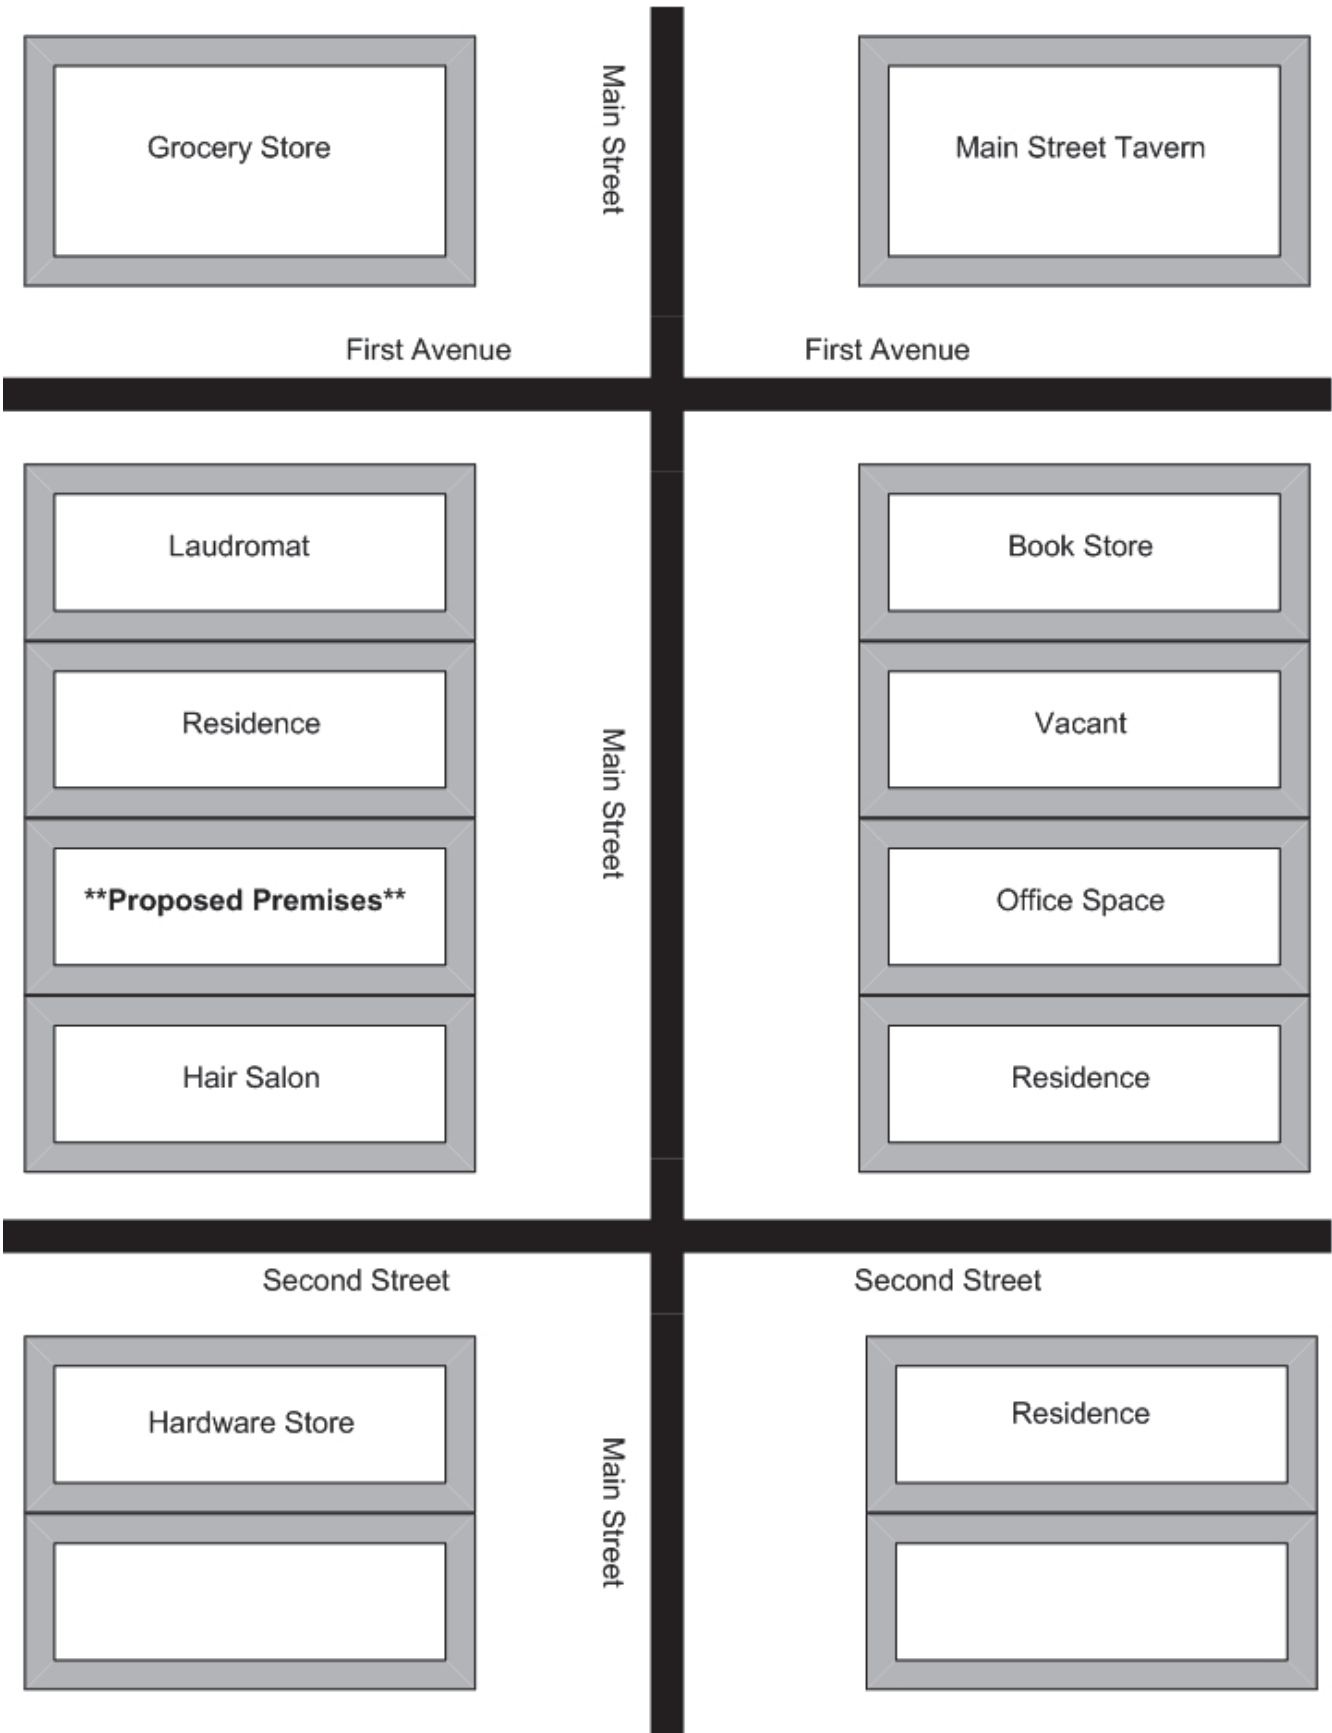 Grocery Store
Main Street
Main Street Tavern
First Avenue
First Avenue
Laudromat
Book Store
Residence
Vacant
Main Street
**Proposed Premises**
Office Space
Hair Salon
Residence
Second Street
Second Street
Hardware Store
Residence
Main Street